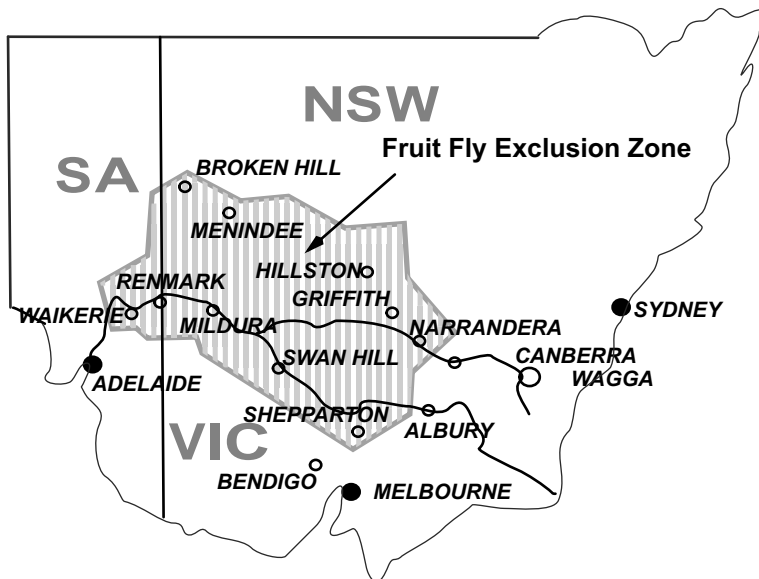 NSW
Fruit Fly Exclusion Zone
SA
BROKEN HILL
MENINDEE
HILLSTON
RENMARK
GRIFFITH
WAIKERIE
MILDURA
NARRANDERA
SYDNEY
SWAN HILL
CANBERRA
WAGGA
ADELAIDE
SHEPPARTON
ALBURY
VIC
BENDIGO
MELBOURNE